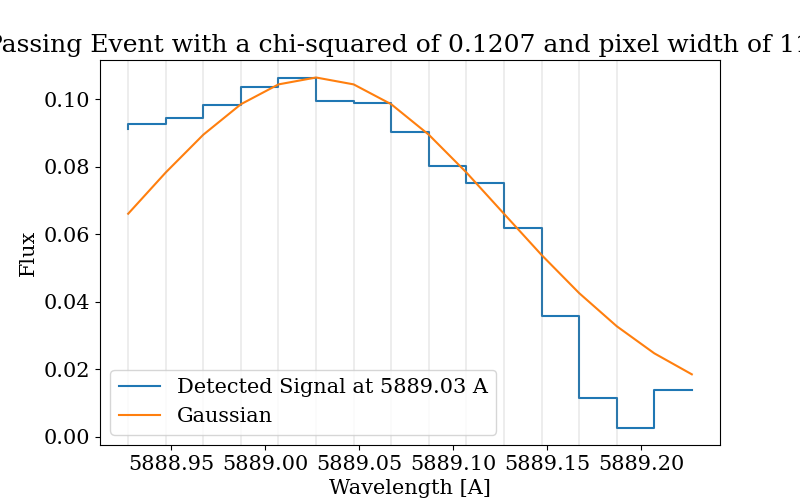 Passing Event with a chi-squared of 0.1207 and pixel width of
Flux
0.10
0.08
0.06
0.04
0.02
0.00
Detected Signal at 5889.03 A
Gaussian
5888.95 5889.00 5889.05 5889.10 5889.15 5889.20
Wavelength [A]